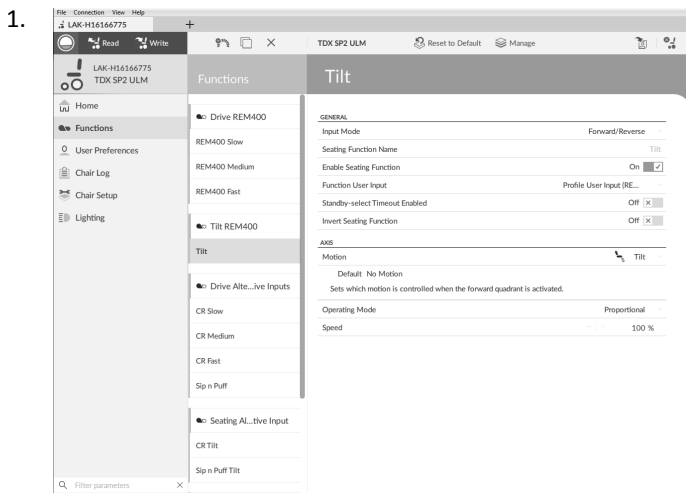 1.
File Connection View Help
LAK-H16166775 +
Read Write
TDX SP2 ULM Reset to Default Manage
LAK-H16166775
TDX SP2 ULM
Functions
Tilt
Home
Functions
User Preferences
Chair Log
Chair Setup
Lighting
Filter parameters
Drive REM400
REM400 Slow
REM400 Medium
REM400 Fast
Tilt REM400
Tilt
Drive Alte...ive Inputs
CR Slow
CR Medium
CR Fast
Sip n Puff
Seating Al...tive Input
CR Tilt
Sip n Puff Tilt
GENERAL
Input Mode Forward/Reverse
Seating Function Name Tilt
Enable Seating Function On
Function User Input Profile User Input (RE...
Standby-select Timeout Enabled Off
Invert Seating Function Off
AXIS
Motion Tilt
Default No Motion
Sets which motion is controlled when the forward quadrant is activated.
Operating Mode Proportional
Speed 100 %